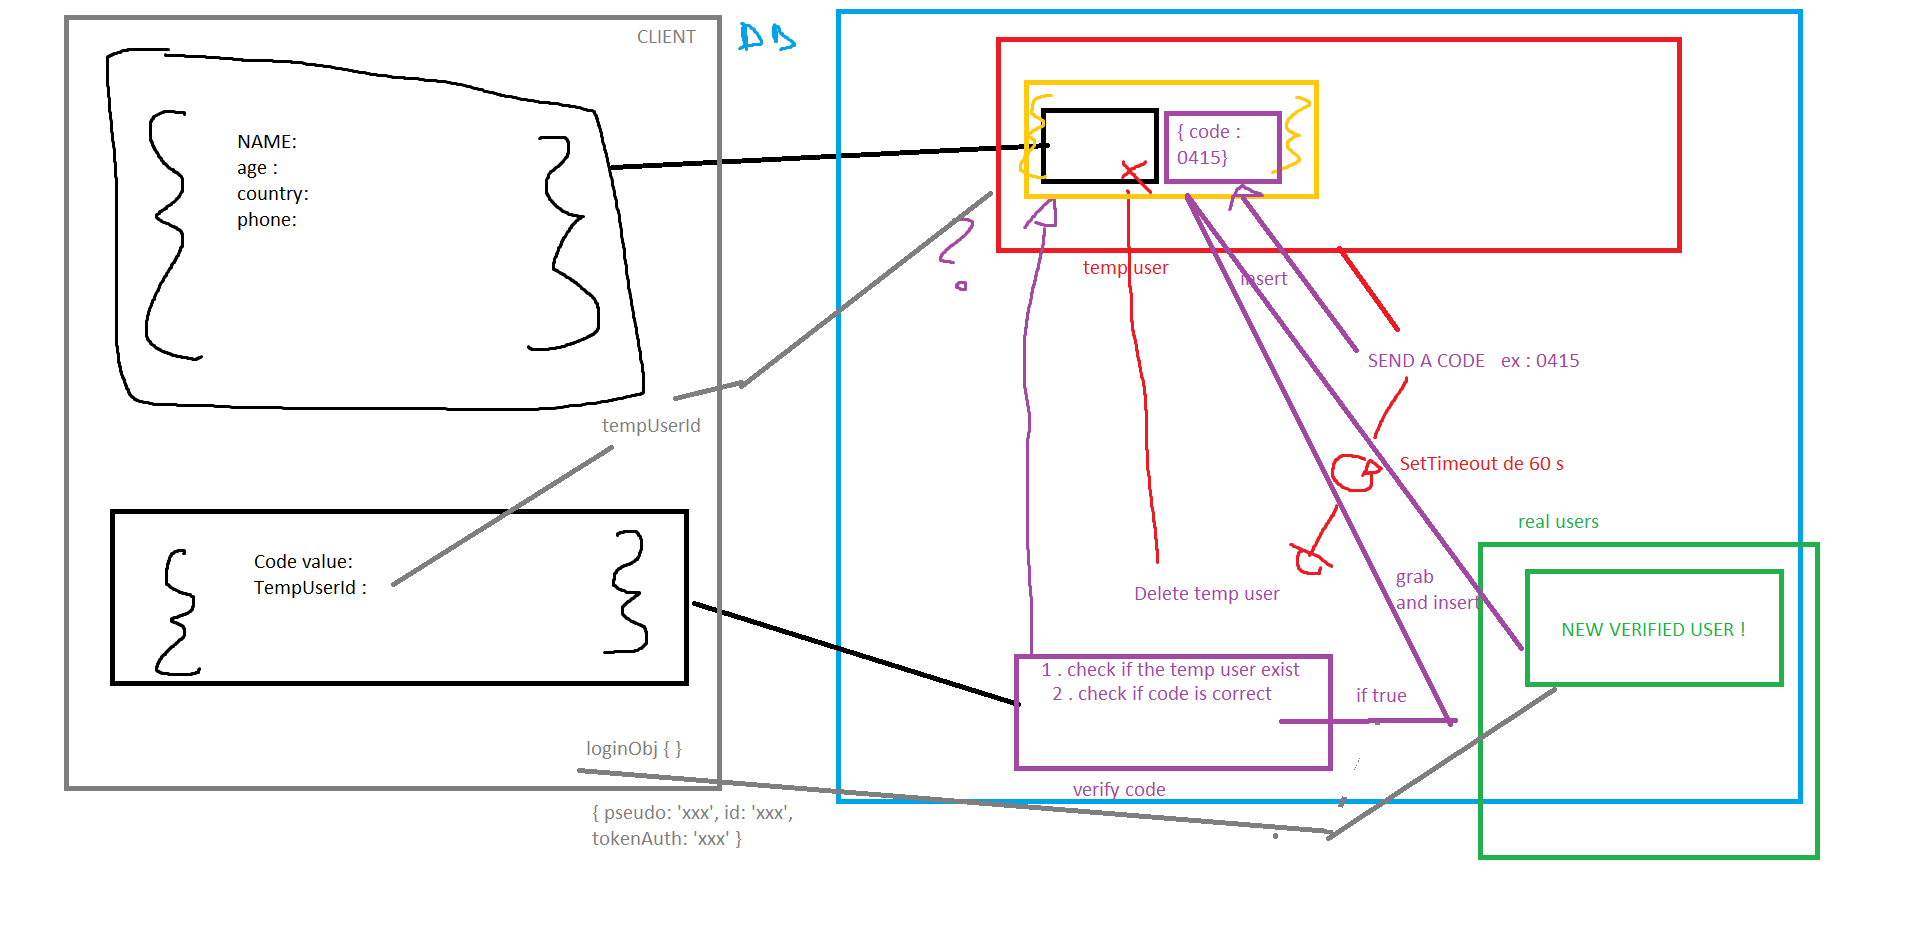 CLIENT
DB
NAME:
age :
country:
phone:
{ code :
0415}
temp user
insert
SEND A CODE   ex : 0415
tempUserId
SetTimeout de 60 s
real users
Code value:
TempUserId :
Delete temp user
grab
and insert
NEW VERIFIED USER !
1 . check if the temp user exist
2 . check if code is correct
if true
loginObj { }
verify code
{ pseudo: 'xxx', id: 'xxx',
tokenAuth: 'xxx' }